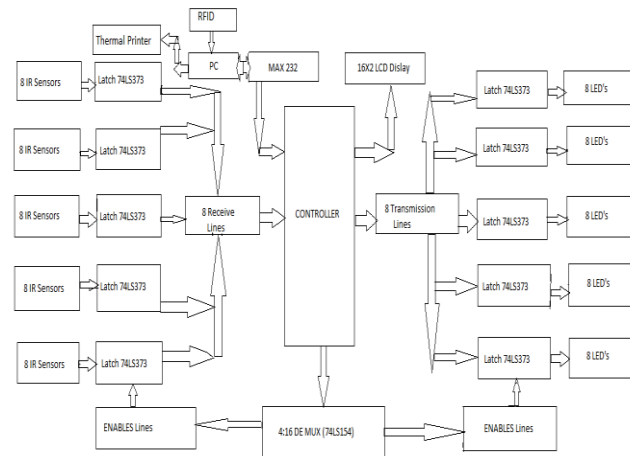 RFID
Thermal Printer
PC
MAX 232
16X2 LCD Dislay
8 IR Sensors
Latch 74LS373
Latch 74LS373
8 LED's
8 IR Sensors
Latch 74LS373
Latch 74LS373
8 LED's
8 IR Sensors
Latch 74LS373
8 Receive
Lines
CONTROLLER
8 Transmission
Lines
Latch 74LS373
8 LED's
8 IR Sensors
Latch 74LS373
Latch 74LS373
8 LED's
8 IR Sensors
Latch 74LS373
Latch 74LS373
8 LED's
ENABLES Lines
4:16 DE MUX (74LS154)
ENABLES Lines